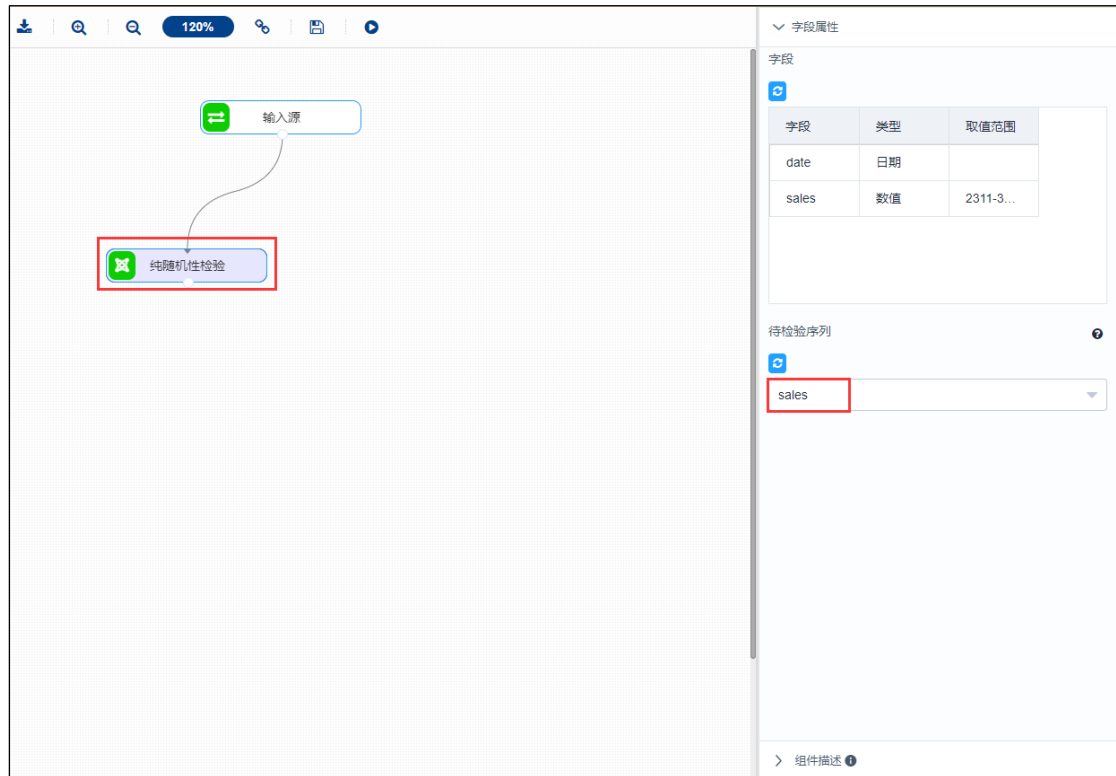 120%
字段属性
字段
输入源
字段 类型 取值范围
date 日期
sales 数值 2311-3...
纯随机性检验
待检验序列
sales
组件描述